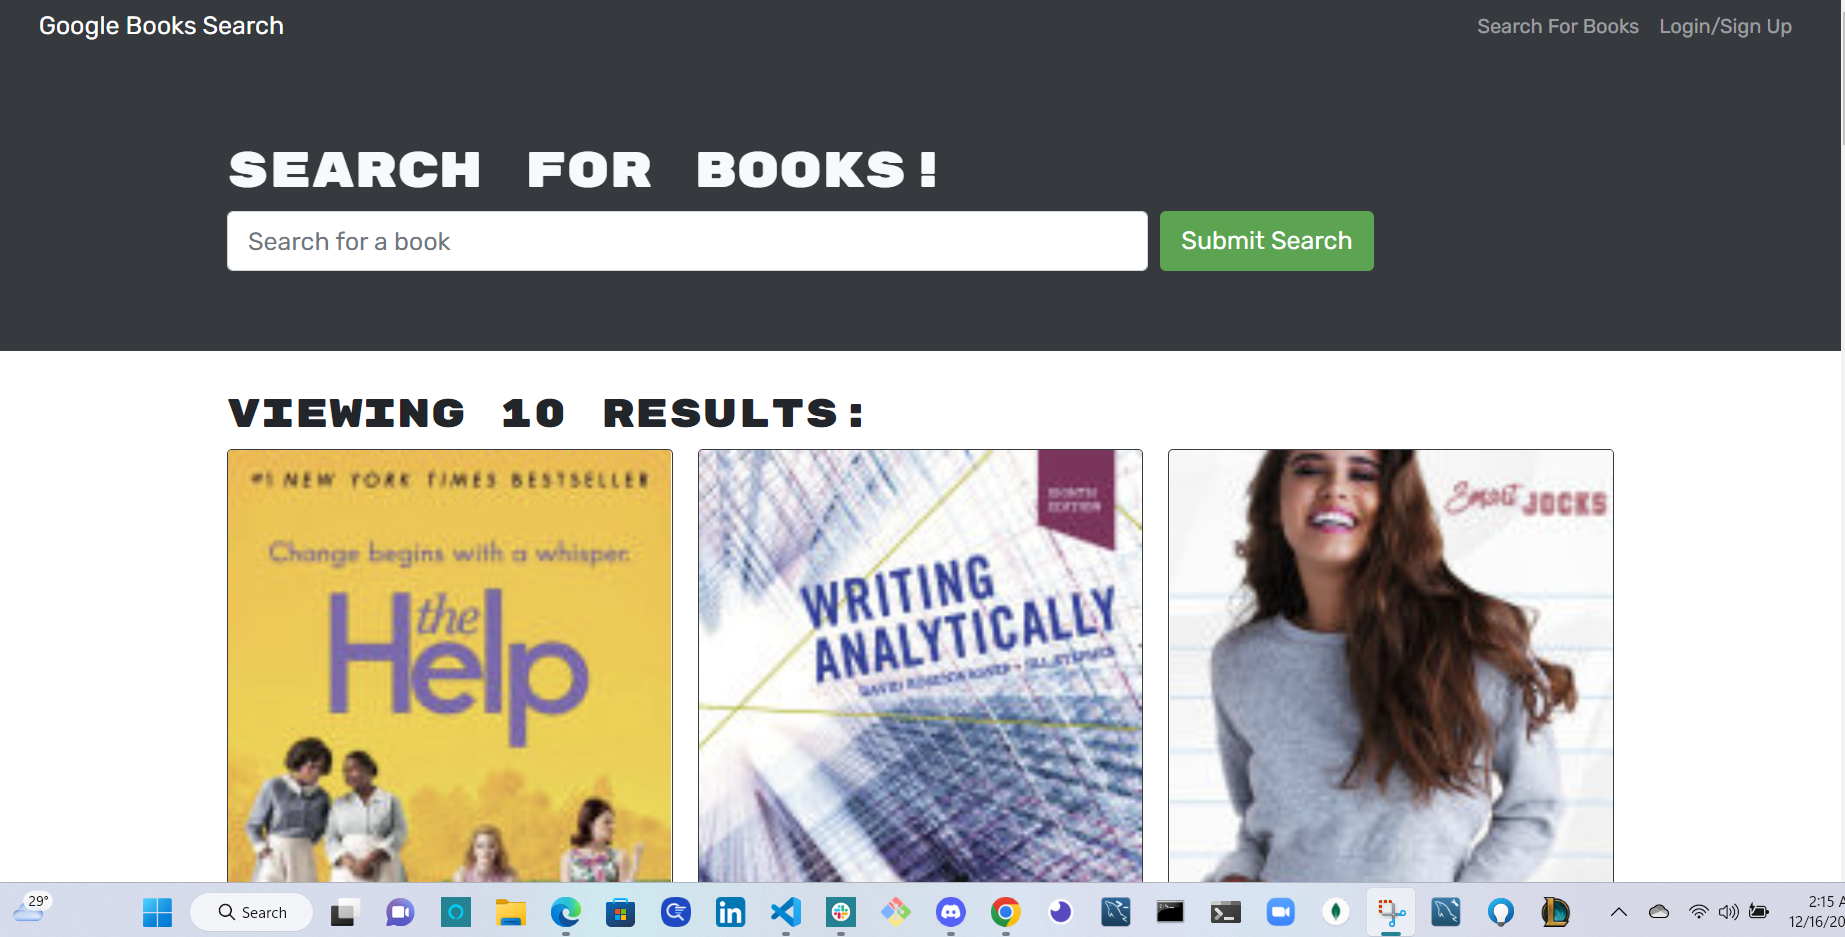 Google Books Search
Search For Books
Login/Sign Up
SEARCH FOR BOOKS!
Search for a book
Submit Search
VIEWING 10 RESULTS:
#1 NEW YORK TIMES BESTSELLER
Change begins with a whisper.
the
Help
EIGHTH
EDITION
WRITING
ANALYTICALLY
DAVID ROSENWASSER • JILL STEPHEN
Smart JOCKS
29°
Search
2:15 A
12/16/20